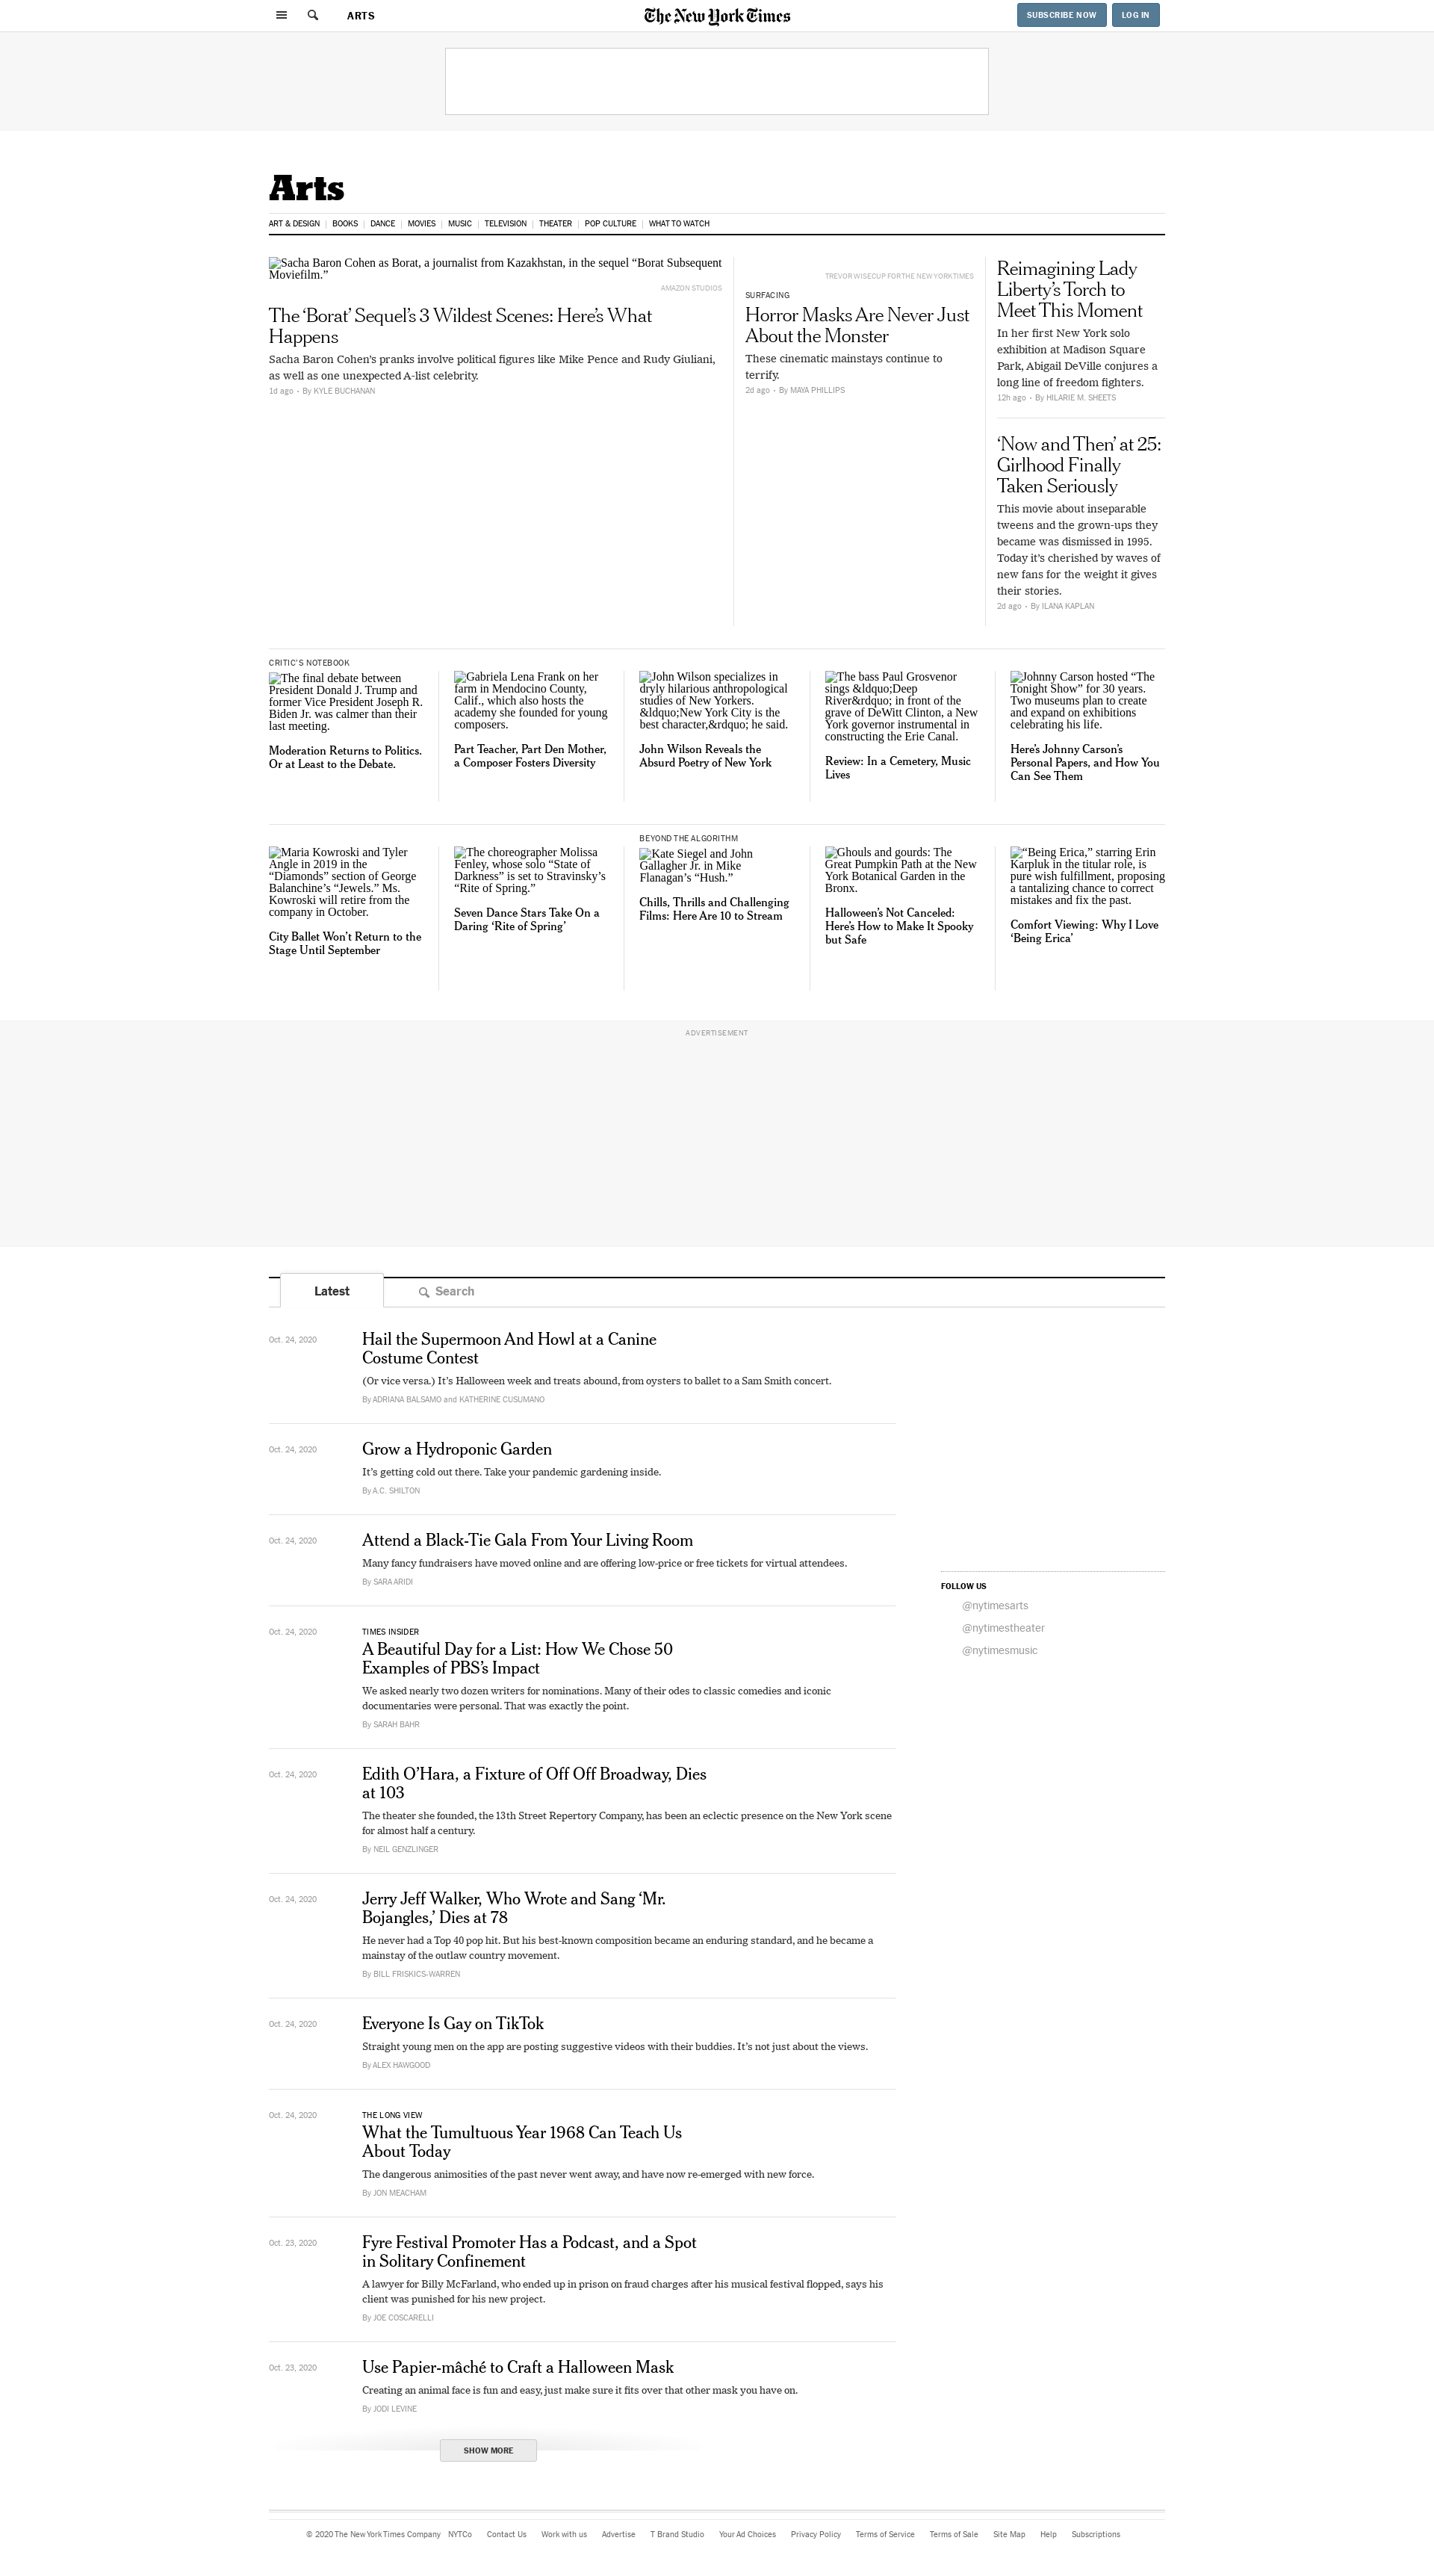 ARTS
The New York Times
SUBSCRIBE NOW
LOG IN
Arts
ART & DESIGN
BOOKS
DANCE
MOVIES
MUSIC
TELEVISION
THEATER
POP CULTURE
WHAT TO WATCH
Sacha Baron Cohen as Borat, a journalist from Kazakhstan, in the sequel “Borat Subsequent
Moviefilm.”
AMAZON STUDIOS
The ‘Borat’ Sequel’s 3 Wildest Scenes: Here’s What
Happens
Sacha Baron Cohen’s pranks involve political figures like Mike Pence and Rudy Giuliani,
as well as one unexpected A-list celebrity.
1d ago • By KYLE BUCHANAN
TREVOR WISECUP FOR THE NEW YORK TIMES
SURFACING
Horror Masks Are Never Just
About the Monster
These cinematic mainstays continue to
terrify.
2d ago • By MAYA PHILLIPS
Reimagining Lady
Liberty’s Torch to
Meet This Moment
In her first New York solo
exhibition at Madison Square
Park, Abigail DeVille conjures a
long line of freedom fighters.
12h ago • By HILARIE M. SHEETS
‘Now and Then’ at 25:
Girlhood Finally
Taken Seriously
This movie about inseparable
tweens and the grown-ups they
became was dismissed in 1995.
Today it’s cherished by waves of
new fans for the weight it gives
their stories.
2d ago • By ILANA KAPLAN
CRITIC’S NOTEBOOK
The final debate between
President Donald J. Trump and
former Vice President Joseph R.
Biden Jr. was calmer than their
last meeting.
Moderation Returns to Politics.
Or at Least to the Debate.
Gabriela Lena Frank on her
farm in Mendocino County,
Calif., which also hosts the
academy she founded for young
composers.
Part Teacher, Part Den Mother,
a Composer Fosters Diversity
John Wilson specializes in
dryly hilarious anthropological
studies of New Yorkers.
&ldquo;New York City is the
best character,&rdquo; he said.
John Wilson Reveals the
Absurd Poetry of New York
The bass Paul Grosvenor
sings &ldquo;Deep
River&rdquo; in front of the
grave of DeWitt Clinton, a New
York governor instrumental in
constructing the Erie Canal.
Review: In a Cemetery, Music
Lives
Johnny Carson hosted “The
Tonight Show” for 30 years.
Two museums plan to create
and expand on exhibitions
celebrating his life.
Here’s Johnny Carson’s
Personal Papers, and How You
Can See Them
Maria Kowroski and Tyler
Angle in 2019 in the
“Diamonds” section of George
Balanchine’s “Jewels.” Ms.
Kowroski will retire from the
company in October.
City Ballet Won’t Return to the
Stage Until September
The choreographer Molissa
Fenley, whose solo “State of
Darkness” is set to Stravinsky’s
“Rite of Spring.”
Seven Dance Stars Take On a
Daring ‘Rite of Spring’
BEYOND THE ALGORITHM
Kate Siegel and John
Gallagher Jr. in Mike
Flanagan’s “Hush.”
Chills, Thrills and Challenging
Films: Here Are 10 to Stream
Ghouls and gourds: The
Great Pumpkin Path at the New
York Botanical Garden in the
Bronx.
Halloween’s Not Canceled:
Here’s How to Make It Spooky
but Safe
“Being Erica,” starring Erin
Karpluk in the titular role, is
pure wish fulfillment, proposing
a tantalizing chance to correct
mistakes and fix the past.
Comfort Viewing: Why I Love
‘Being Erica’
ADVERTISEMENT
Latest
Search
Oct. 24, 2020
Hail the Supermoon And Howl at a Canine
Costume Contest
(Or vice versa.) It’s Halloween week and treats abound, from oysters to ballet to a Sam Smith concert.
By ADRIANA BALSAMO and KATHERINE CUSUMANO
Oct. 24, 2020
Grow a Hydroponic Garden
It’s getting cold out there. Take your pandemic gardening inside.
By A.C. SHILTON
Oct. 24, 2020
Attend a Black-Tie Gala From Your Living Room
Many fancy fundraisers have moved online and are offering low-price or free tickets for virtual attendees.
By SARA ARIDI
FOLLOW US
@nytimesarts
@nytimestheater
@nytimesmusic
Oct. 24, 2020
TIMES INSIDER
A Beautiful Day for a List: How We Chose 50
Examples of PBS’s Impact
We asked nearly two dozen writers for nominations. Many of their odes to classic comedies and iconic
documentaries were personal. That was exactly the point.
By SARAH BAHR
Oct. 24, 2020
Edith O’Hara, a Fixture of Off Off Broadway, Dies
at 103
The theater she founded, the 13th Street Repertory Company, has been an eclectic presence on the New York scene
for almost half a century.
By NEIL GENZLINGER
Oct. 24, 2020
Jerry Jeff Walker, Who Wrote and Sang ‘Mr.
Bojangles,’ Dies at 78
He never had a Top 40 pop hit. But his best-known composition became an enduring standard, and he became a
mainstay of the outlaw country movement.
By BILL FRISKICS-WARREN
Oct. 24, 2020
Everyone Is Gay on TikTok
Straight young men on the app are posting suggestive videos with their buddies. It’s not just about the views.
By ALEX HAWGOOD
Oct. 24, 2020
THE LONG VIEW
What the Tumultuous Year 1968 Can Teach Us
About Today
The dangerous animosities of the past never went away, and have now re-emerged with new force.
By JON MEACHAM
Oct. 23, 2020
Fyre Festival Promoter Has a Podcast, and a Spot
in Solitary Confinement
A lawyer for Billy McFarland, who ended up in prison on fraud charges after his musical festival flopped, says his
client was punished for his new project.
By JOE COSCARELLI
Oct. 23, 2020
Use Papier-mâché to Craft a Halloween Mask
Creating an animal face is fun and easy, just make sure it fits over that other mask you have on.
By JODI LEVINE
SHOW MORE
© 2020 The New York Times Company NYTCo Contact Us Work with us Advertise T Brand Studio Your Ad Choices Privacy Policy Terms of Service Terms of Sale Site Map Help Subscriptions